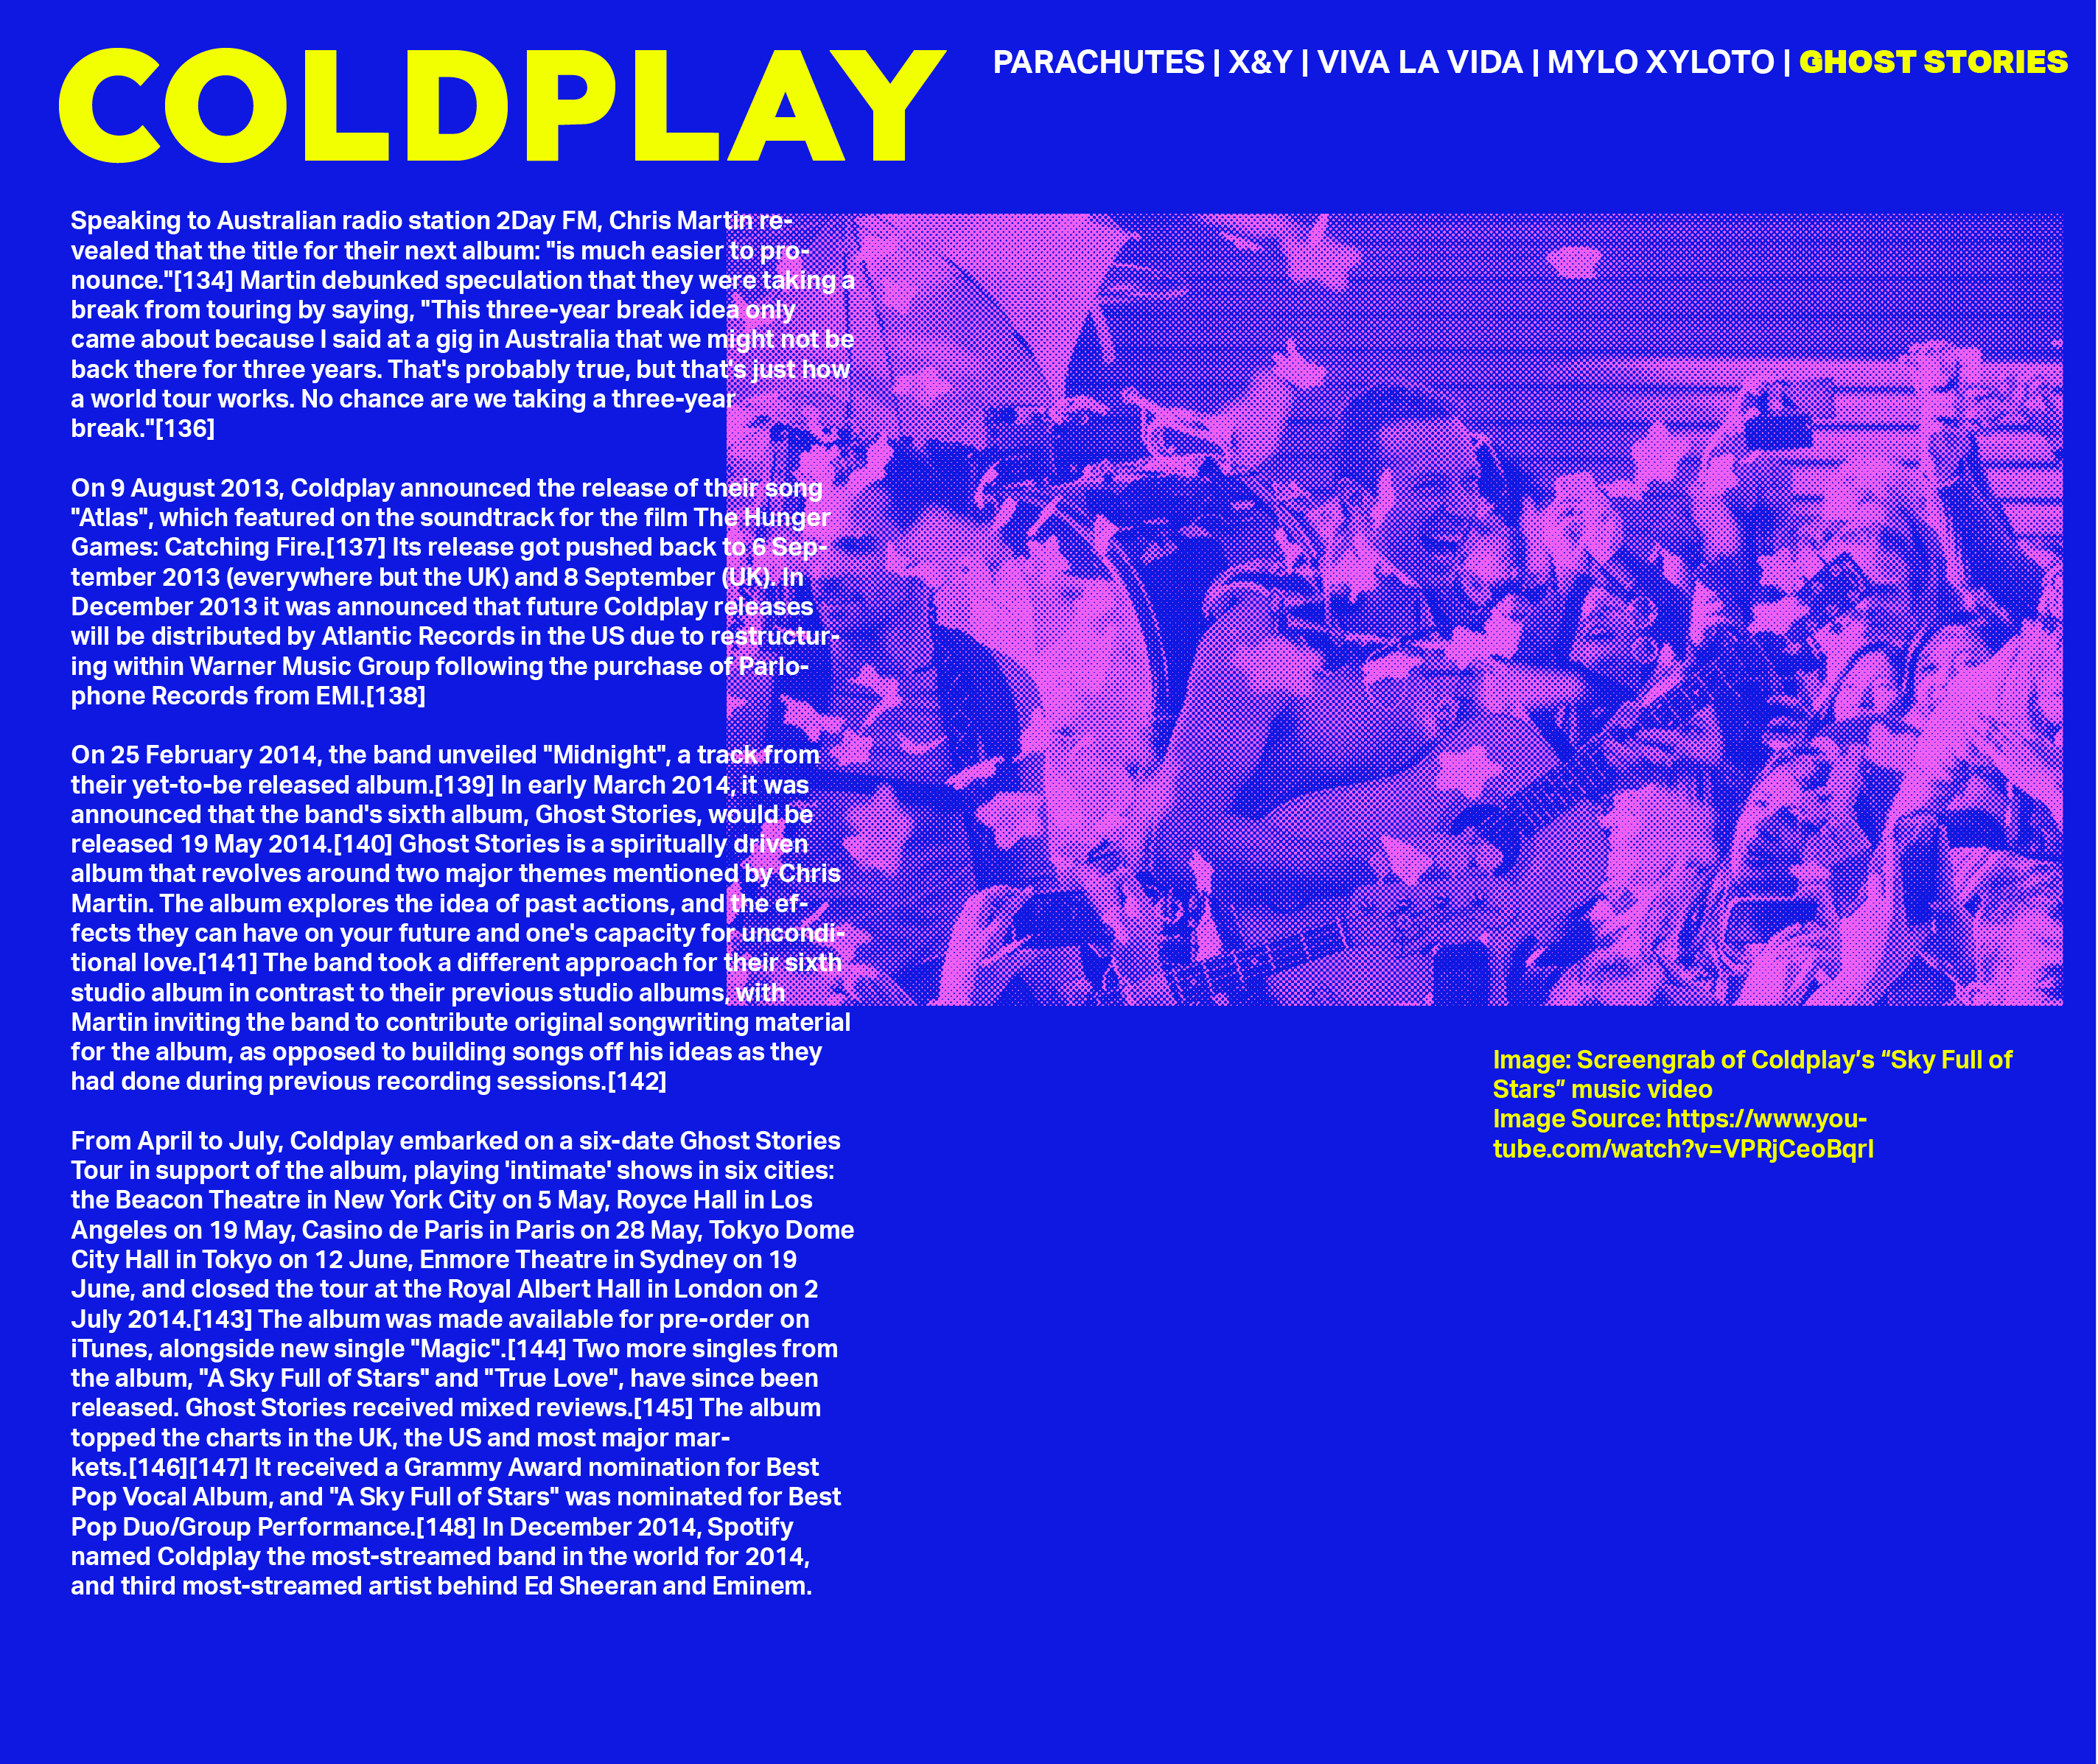 COLDPLAY
PARACHUTES | X&Y | VIVA LA VIDA | MYLO XYLOTO | GHOST STORIES
Speaking to Australian radio station 2Day FM, Chris Martin re-
vealed that the title for their next album: "is much easier to pro-
nounce."[134] Martin debunked speculation that they were taking a
break from touring by saying, "This three-year break idea only
came about because I said at a gig in Australia that we might not be
back there for three years. That's probably true, but that's just how
a world tour works. No chance are we taking a three-year
break."[136]
On 9 August 2013, Coldplay announced the release of their song
"Atlas", which featured on the soundtrack for the film The Hunger
Games: Catching Fire.[137] Its release got pushed back to 6 Sep-
tember 2013 (everywhere but the UK) and 8 September (UK). In
December 2013 it was announced that future Coldplay releases
will be distributed by Atlantic Records in the US due to restructur-
ing within Warner Music Group following the purchase of Parlo-
phone Records from EMI.[138]
On 25 February 2014, the band unveiled "Midnight", a track from
their yet-to-be released album.[139] In early March 2014, it was
announced that the band's sixth album, Ghost Stories, would be
released 19 May 2014.[140] Ghost Stories is a spiritually driven
album that revolves around two major themes mentioned by Chris
Martin. The album explores the idea of past actions, and the ef-
fects they can have on your future and one's capacity for uncondi-
tional love.[141] The band took a different approach for their sixth
studio album in contrast to their previous studio albums, with
Martin inviting the band to contribute original songwriting material
for the album, as opposed to building songs off his ideas as they
had done during previous recording sessions.[142]
From April to July, Coldplay embarked on a six-date Ghost Stories
Tour in support of the album, playing 'intimate' shows in six cities:
the Beacon Theatre in New York City on 5 May, Royce Hall in Los
Angeles on 19 May, Casino de Paris in Paris on 28 May, Tokyo Dome
City Hall in Tokyo on 12 June, Enmore Theatre in Sydney on 19
June, and closed the tour at the Royal Albert Hall in London on 2
July 2014.[143] The album was made available for pre-order on
iTunes, alongside new single "Magic".[144] Two more singles from
the album, "A Sky Full of Stars" and "True Love", have since been
released. Ghost Stories received mixed reviews.[145] The album
topped the charts in the UK, the US and most major mar-
kets.[146][147] It received a Grammy Award nomination for Best
Pop Vocal Album, and "A Sky Full of Stars" was nominated for Best
Pop Duo/Group Performance.[148] In December 2014, Spotify
named Coldplay the most-streamed band in the world for 2014,
and third most-streamed artist behind Ed Sheeran and Eminem.
Image: Screengrab of Coldplay’s “Sky Full of
Stars” music video
Image Source: https://www.you-
tube.com/watch?v=VPRjCeoBqrI